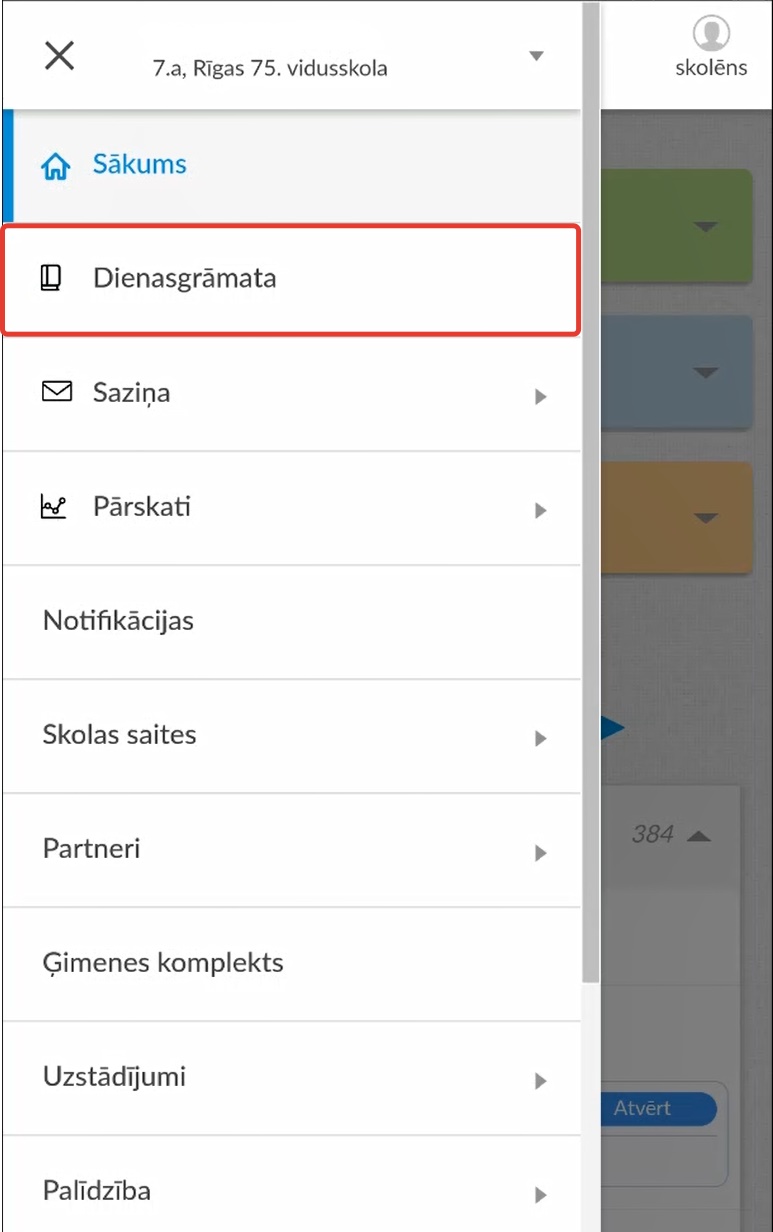 7.a, Rīgas 75. vidusskola
skolēns
Sākums
Dienasgrāmata
Saziņa
Pārskati
Notifikācijas
Skolas saites
Partneri
384
Ģimenes komplekts
Uzstādījumi
Atvērt
Palīdzība